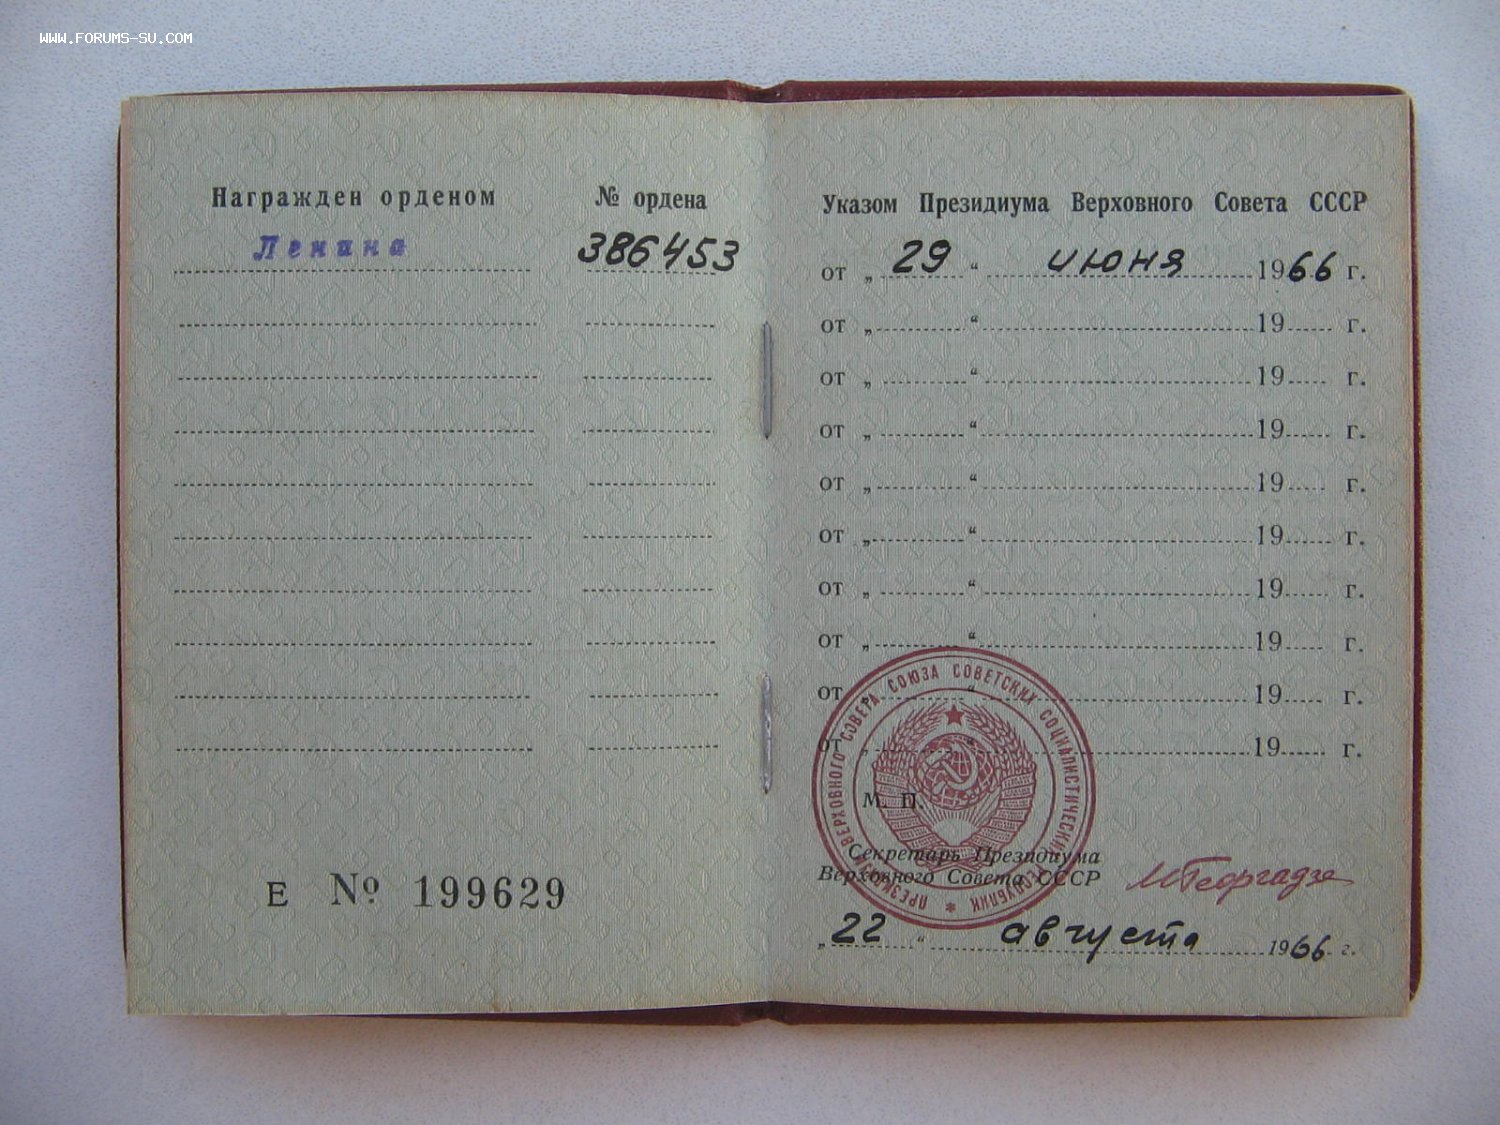 WWW.FORUMS-SU.COM
Награжден орденом № ордена
Ленина 386453
Е № 199629
Указом Президиума Верховного Совета СССР
от „ 29 “ июня 1966 г.
от „ “ 19 г.
от „ “ 19 г.
от „ “ 19 г.
от „ “ 19 г.
от „ “ 19 г.
от „ “ 19 г.
от „ “ 19 г.
от „ “ 19 г.
от „ “ 19 г.
ПРЕЗИДИУМ ВЕРХОВНОГО СОВЕТА СОЮЗА СОВЕТСКИХ СОЦИАЛИСТИЧЕСКИХ РЕСПУБЛИК
М. П.
Секретарь Президиума
Верховного Совета СССР МГеоргадзе
„ 22 “ августа 1966 г.